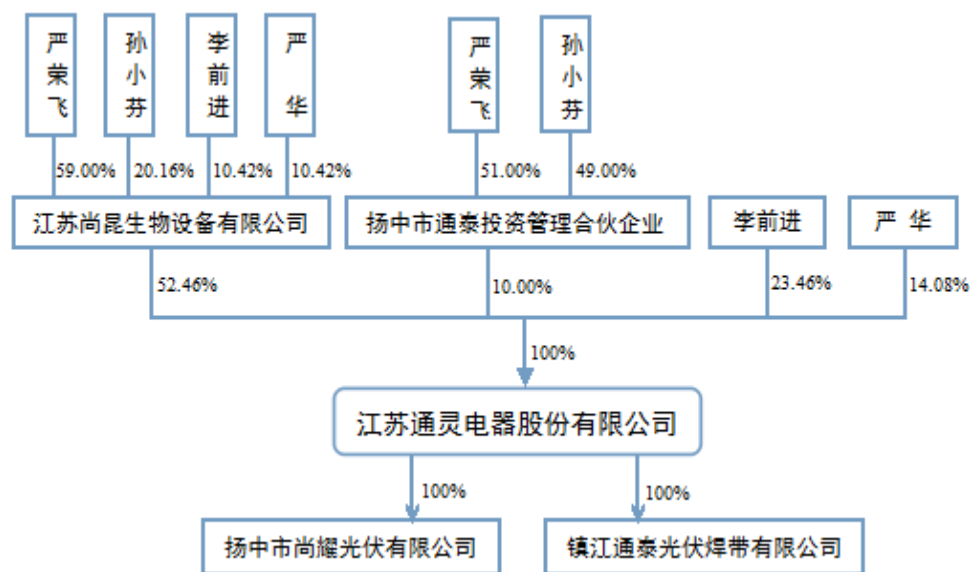 严荣飞
孙小芬
李前进
严 华
严荣飞
孙小芬
59.00%
20.16%
10.42%
10.42%
51.00%
49.00%
江苏尚昆生物设备有限公司
扬中市通泰投资管理合伙企业
李前进
严 华
52.46%
10.00%
23.46%
14.08%
100%
江苏通灵电器股份有限公司
100%
100%
扬中市尚耀光伏有限公司
镇江通泰光伏焊带有限公司